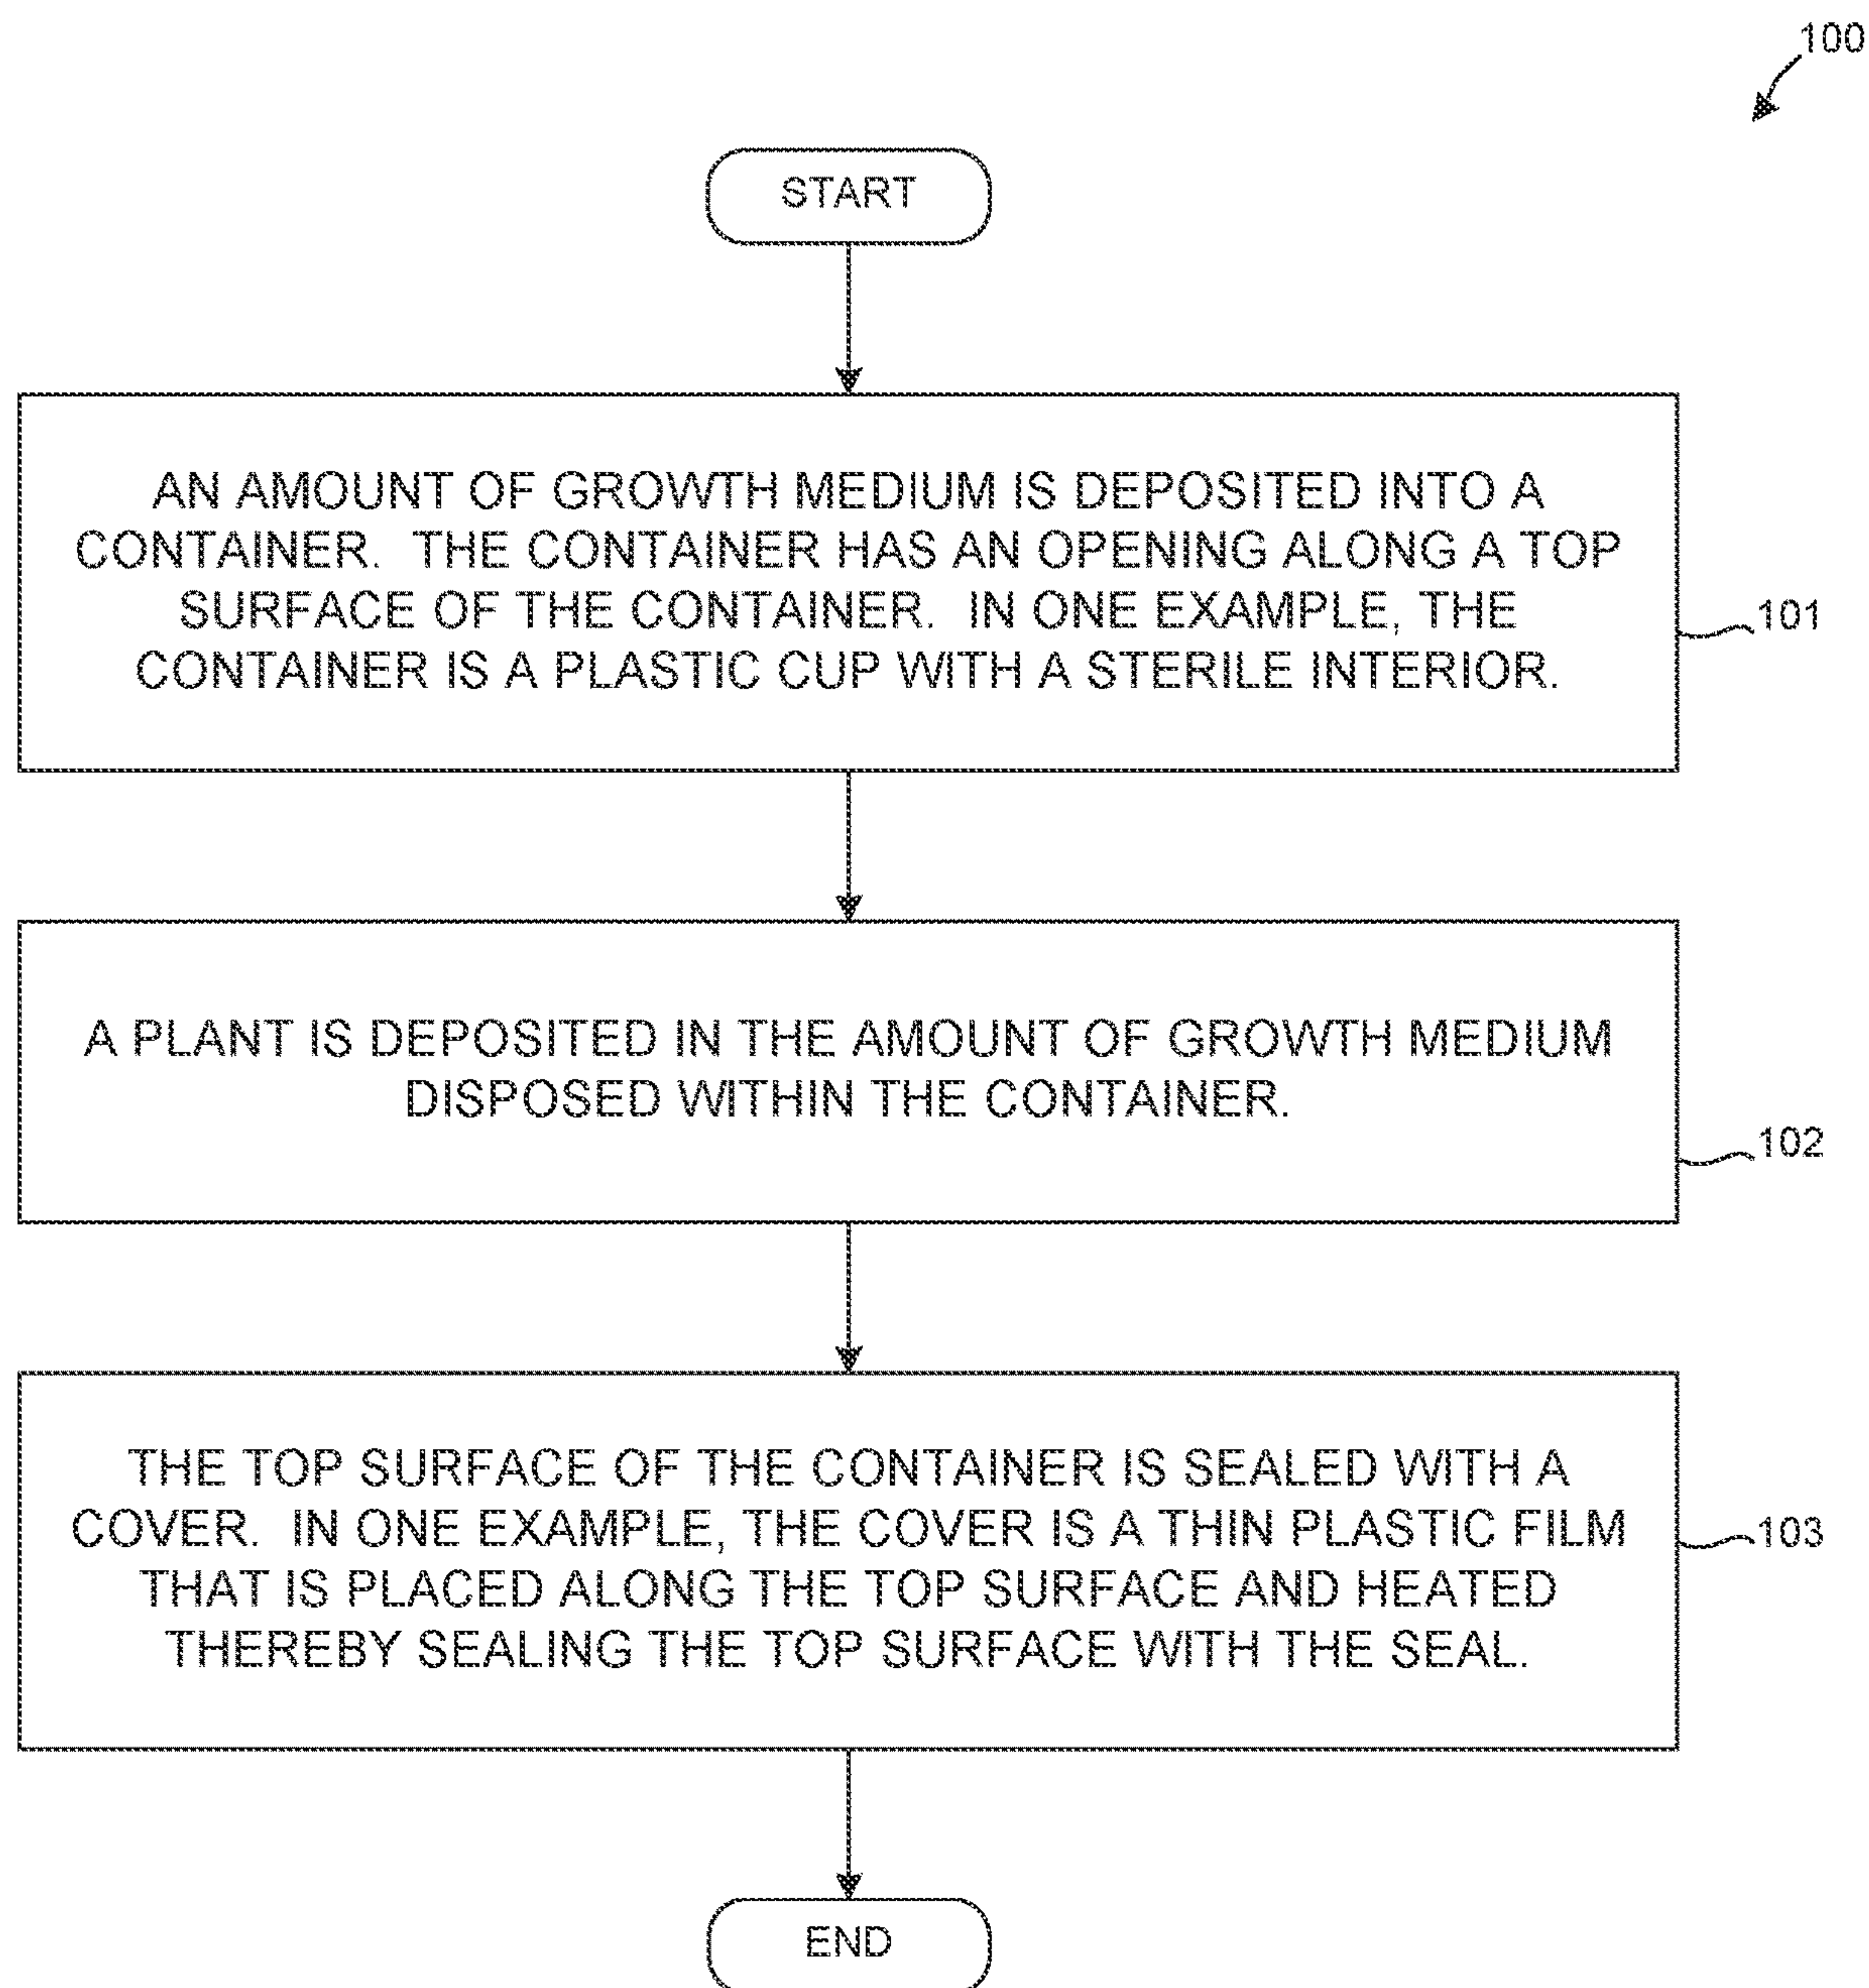 100
START
AN AMOUNT OF GROWTH MEDIUM IS DEPOSITED INTO A
CONTAINER. THE CONTAINER HAS AN OPENING ALONG A TOP
SURFACE OF THE CONTAINER. IN ONE EXAMPLE, THE
CONTAINER IS A PLASTIC CUP WITH A STERILE INTERIOR.
101
A PLANT IS DEPOSITED IN THE AMOUNT OF GROWTH MEDIUM
DISPOSED WITHIN THE CONTAINER.
102
THE TOP SURFACE OF THE CONTAINER IS SEALED WITH A
COVER. IN ONE EXAMPLE, THE COVER IS A THIN PLASTIC FILM
THAT IS PLACED ALONG THE TOP SURFACE AND HEATED
THEREBY SEALING THE TOP SURFACE WITH THE SEAL.
103
END